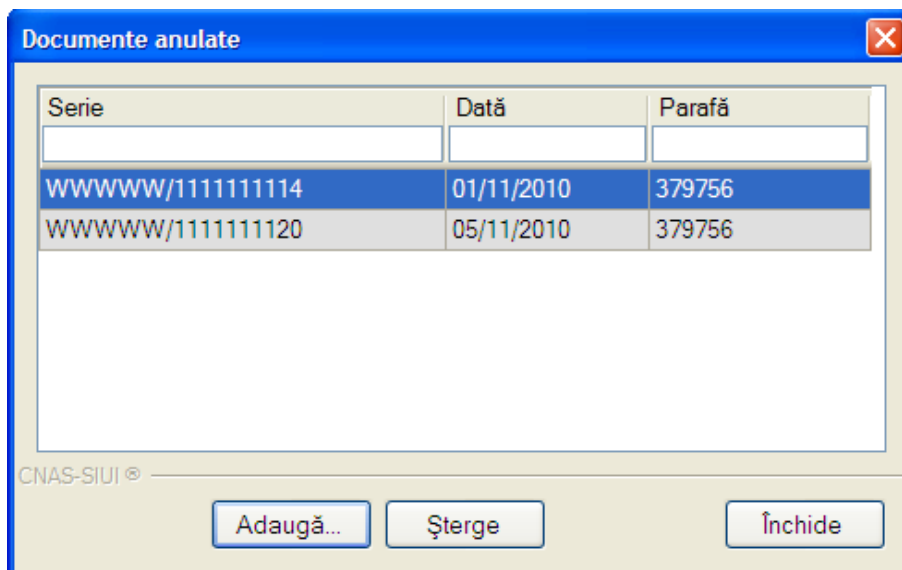 Documente anulate
Serie Dată Parafă
WWWWW/1111111114 01/11/2010 379756
WWWWW/1111111120 05/11/2010 379756
CNAS-SIUI ®
Adaugă... Şterge Închide